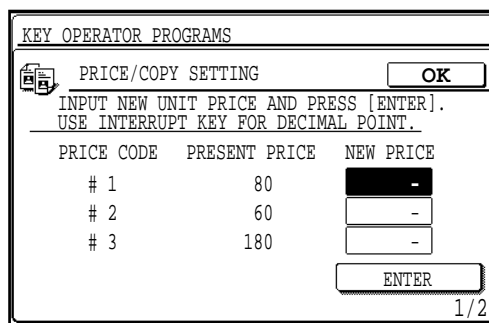 KEY OPERATOR PROGRAMS
PRICE/COPY SETTING OK
INPUT NEW UNIT PRICE AND PRESS [ENTER].
USE INTERRUPT KEY FOR DECIMAL POINT.
PRICE CODE PRESENT PRICE NEW PRICE
# 1 80 -
# 2 60 -
# 3 180 -
ENTER
1/2